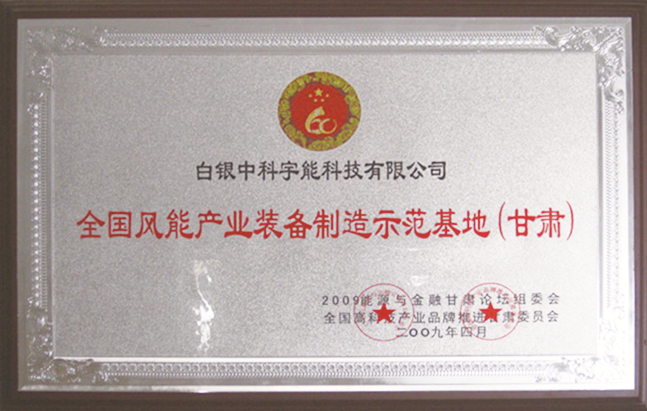 60
白银中科宇能科技有限公司
全国风能产业装备制造示范基地(甘肃)
2009能源与金融甘肃论坛组委会
全国高科技产业品牌推进甘肃委员会
二〇〇九年四月